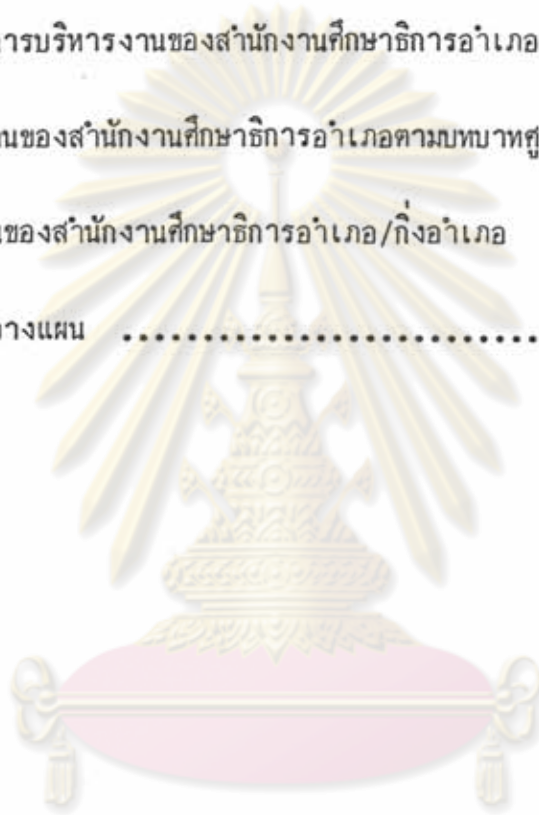 ารบริหารงานของสำนักงานศึกษาธิการอำเภอ
านของสำนักงานศึกษาธิการอำเภอตามบทบาท
นของสำนักงานศึกษาธิการอำเภอ/กิ่งอำเภอ
างแผน ..........................